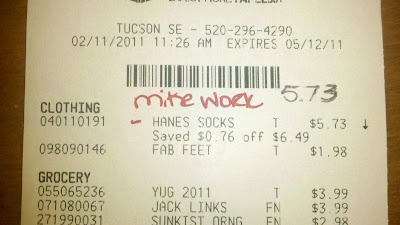 TUCSON SE - 520-296-4290
02/11/2011 11:26 AM EXPIRES 05/12/11
mike work 5.73
CLOTHING
040110191 - HANES SOCKS T $5.73 ↓
Saved $0.76 off $6.49
098090146 FAB FEET T $1.98
GROCERY
055065236 YUG 2011 T $3.99
071080067 JACK LINKS FN $3.99
271990031 SUNKIST ORNG FN $2.98